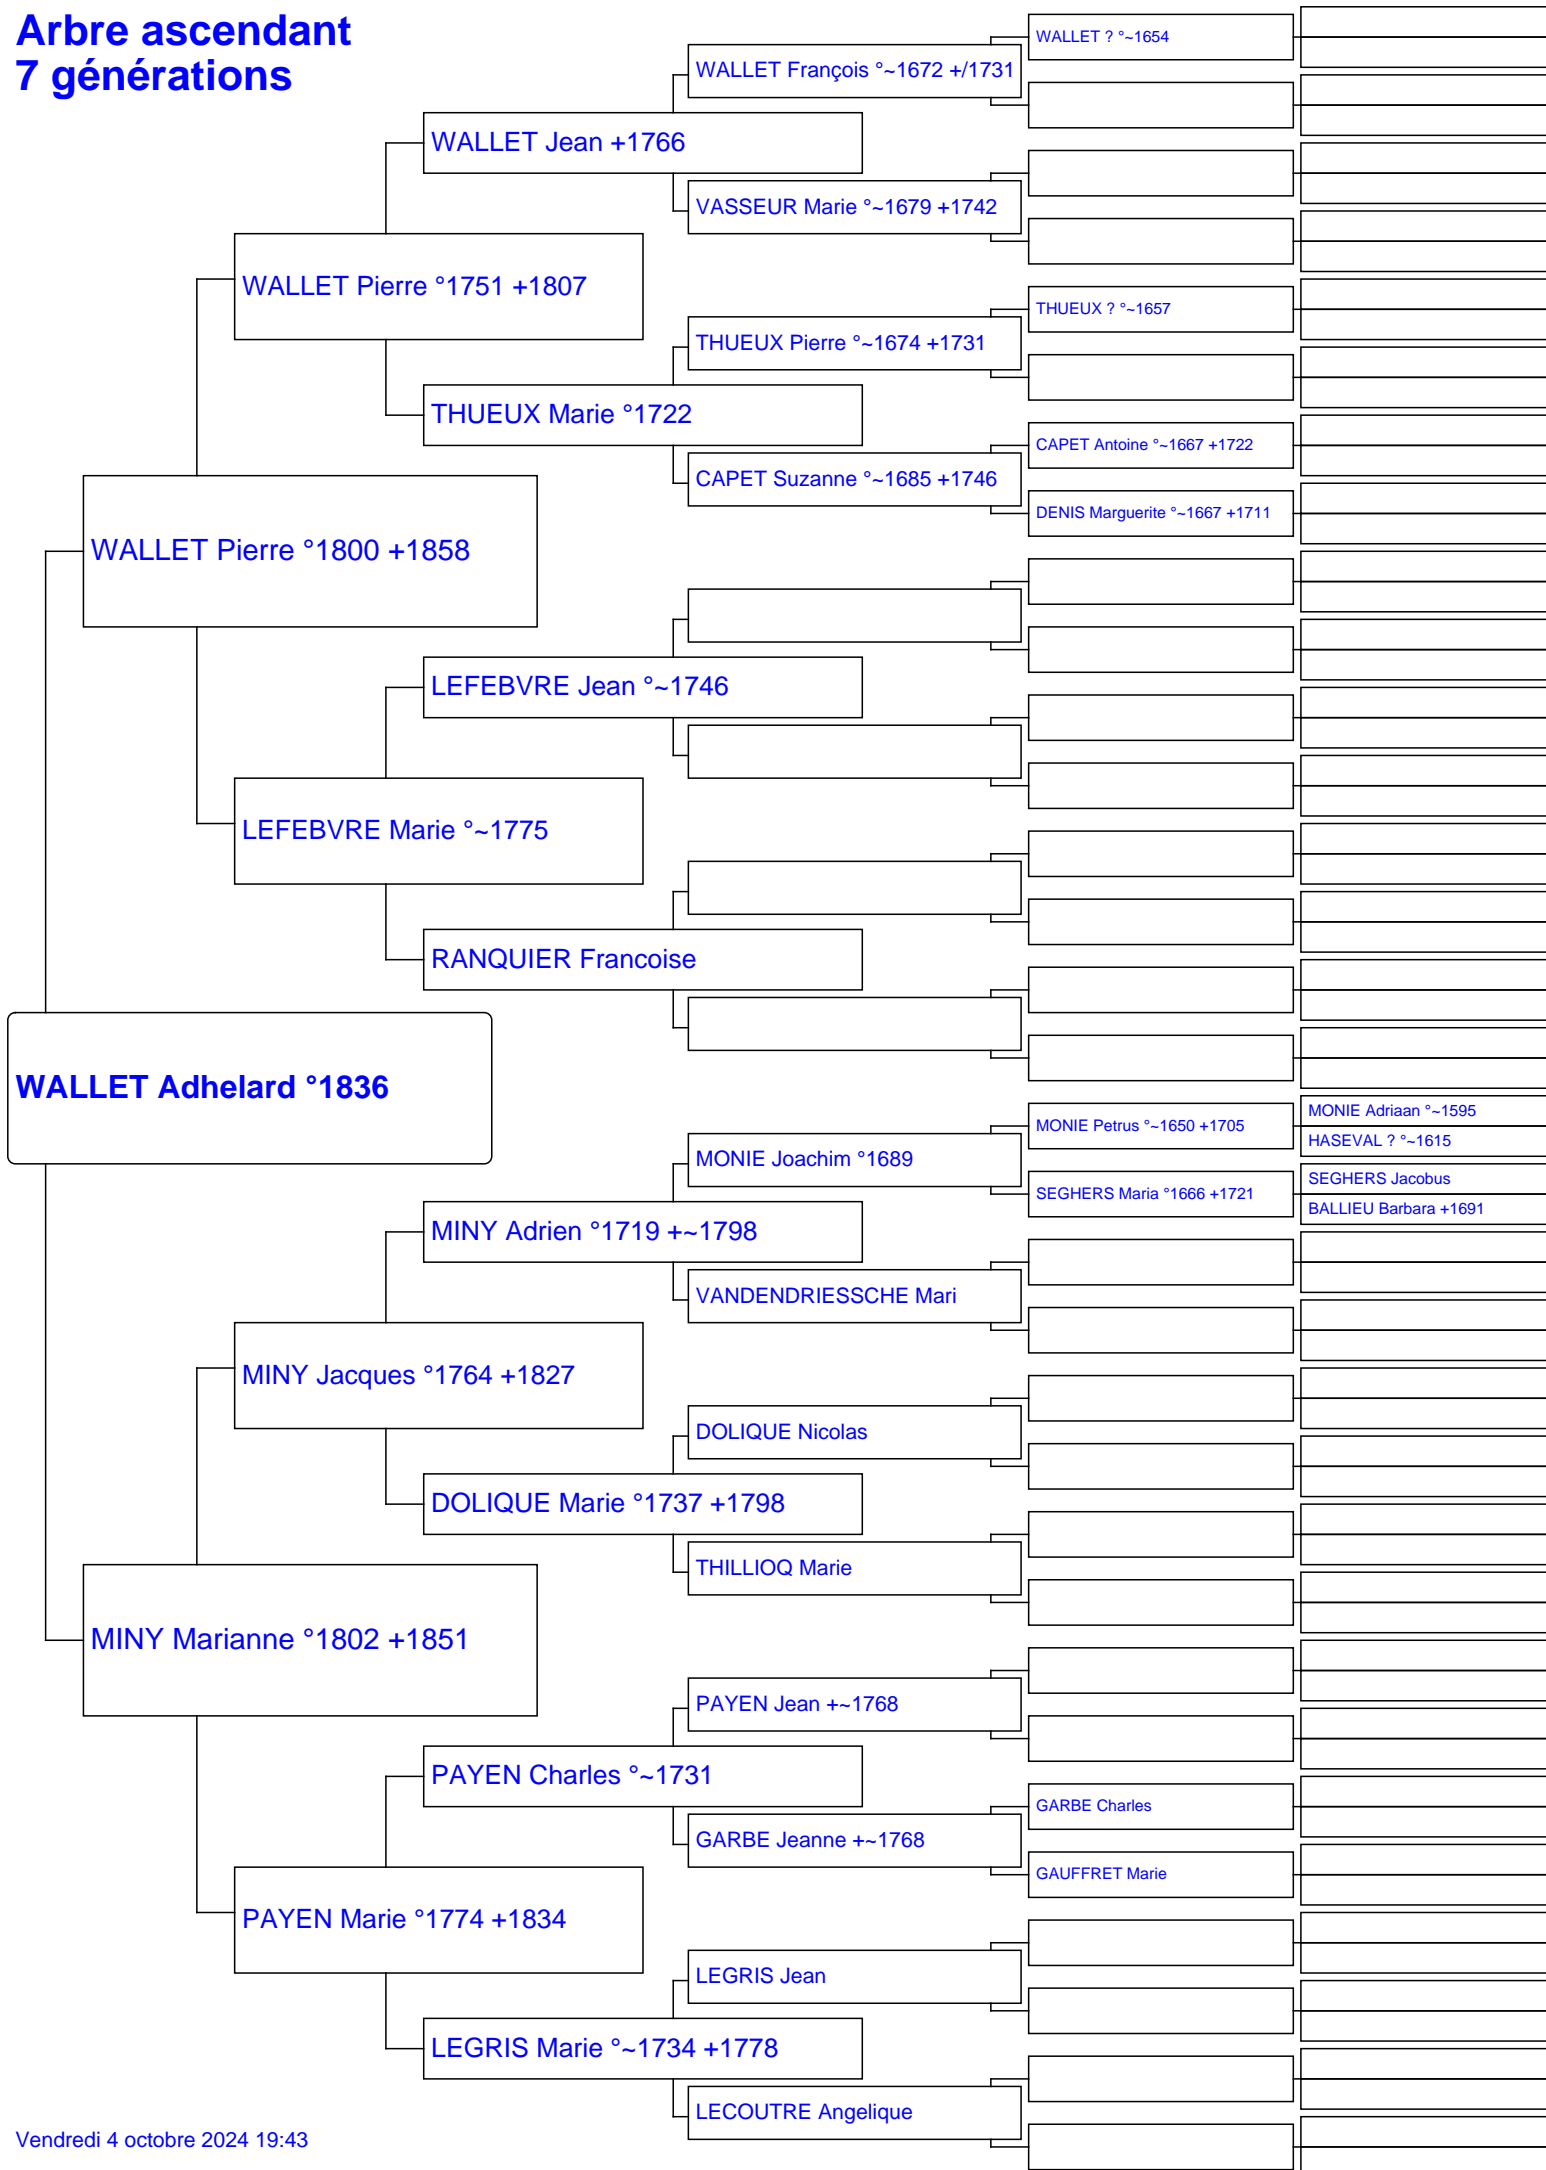 Arbre ascendant
7 générations
WALLET ? °~1654
WALLET François °~1672 +/1731
WALLET Jean +1766
VASSEUR Marie °~1679 +1742
WALLET Pierre °1751 +1807
THUEUX ? °~1657
THUEUX Pierre °~1674 +1731
THUEUX Marie °1722
CAPET Antoine °~1667 +1722
CAPET Suzanne °~1685 +1746
DENIS Marguerite °~1667 +1711
WALLET Pierre °1800 +1858
LEFEBVRE Jean °~1746
LEFEBVRE Marie °~1775
RANQUIER Francoise
WALLET Adhelard °1836
MONIE Adriaan °~1595
MONIE Petrus °~1650 +1705
HASEVAL ? °~1615
MONIE Joachim °1689
SEGHERS Jacobus
SEGHERS Maria °1666 +1721
BALLIEU Barbara +1691
MINY Adrien °1719 +~1798
VANDENDRIESSCHE Mari
MINY Jacques °1764 +1827
DOLIQUE Nicolas
DOLIQUE Marie °1737 +1798
THILLIOQ Marie
MINY Marianne °1802 +1851
PAYEN Jean +~1768
PAYEN Charles °~1731
GARBE Charles
GARBE Jeanne +~1768
GAUFFRET Marie
PAYEN Marie °1774 +1834
LEGRIS Jean
LEGRIS Marie °~1734 +1778
LECOUTRE Angelique
Vendredi 4 octobre 2024 19:43